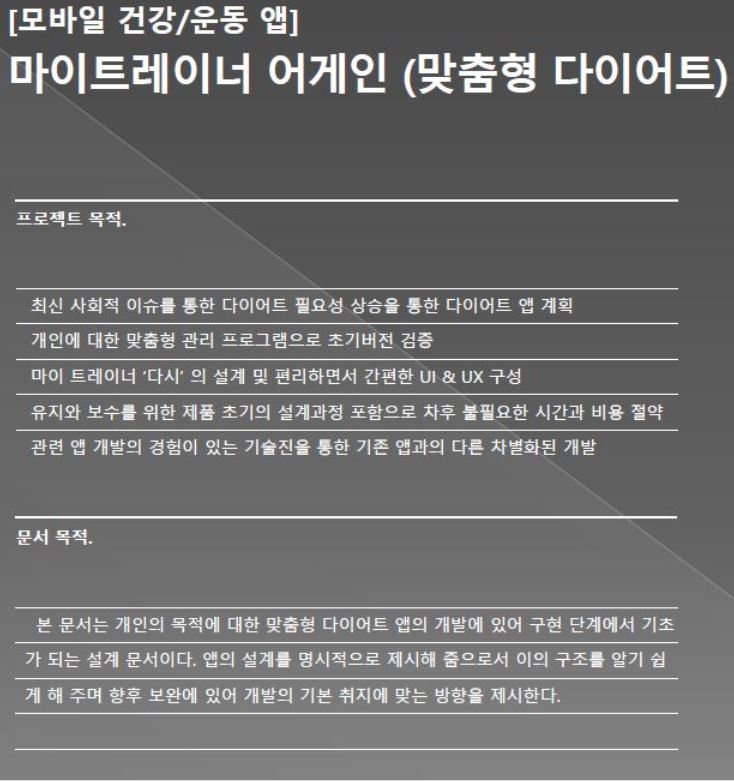 [모바일 건강/운동 앱]
마이트레이너 어게인 (맞춤형 다이어트)
프로젝트 목적.
최신 사회적 이슈를 통한 다이어트 필요성 상승을 통한 다이어트 앱 계획
개인에 대한 맞춤형 관리 프로그램으로 초기버전 검증
마이 트레이너 ‘다시’ 의 설계 및 편리하면서 간편한 UI & UX 구성
유지와 보수를 위한 제품 초기의 설계과정 포함으로 차후 불필요한 시간과 비용 절약
관련 앱 개발의 경험이 있는 기술진을 통한 기존 앱과의 다른 차별화된 개발
문서 목적.
본 문서는 개인의 목적에 대한 맞춤형 다이어트 앱의 개발에 있어 구현 단계에서 기초
가 되는 설계 문서이다. 앱의 설계를 명시적으로 제시해 줌으로서 이의 구조를 알기 쉽
게 해 주며 향후 보완에 있어 개발의 기본 취지에 맞는 방향을 제시한다.